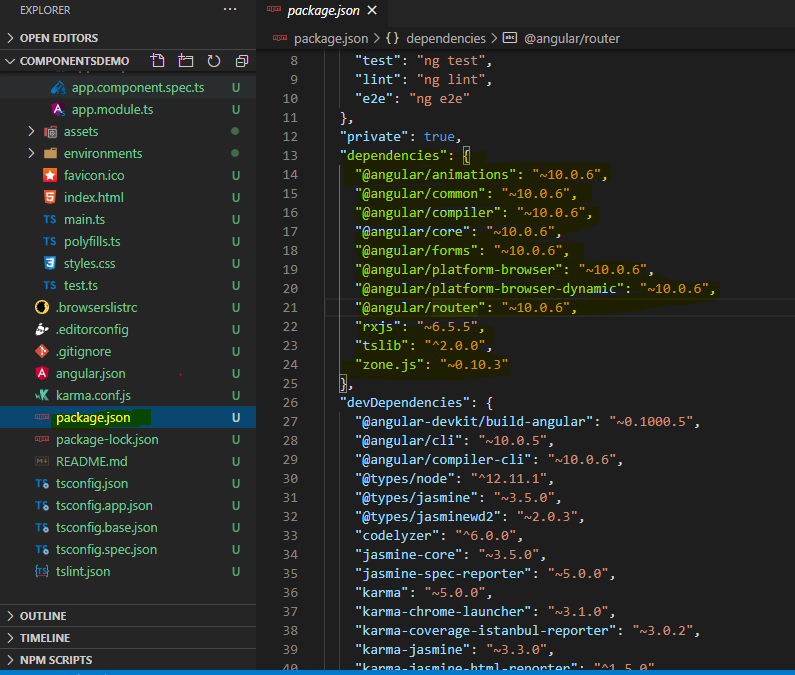 EXPLORER
···
OPEN EDITORS
COMPONENTSDEMO
app.component.spec.ts U
app.module.ts U
assets
environments
favicon.ico U
index.html U
TS main.ts U
TS polyfills.ts U
styles.css U
TS test.ts U
.browserslistrc U
.editorconfig U
.gitignore U
angular.json U
karma.conf.js U
package.json U
package-lock.json U
README.md U
tsconfig.json U
tsconfig.app.json U
tsconfig.base.json U
tsconfig.spec.json U
tslint.json U
OUTLINE
TIMELINE
NPM SCRIPTS
package.json
package.json > {} dependencies > abc @angular/router
8 "test": "ng test",
9 "lint": "ng lint",
10 "e2e": "ng e2e"
11 },
12 "private": true,
13 "dependencies": {
14 "@angular/animations": "~10.0.6",
15 "@angular/common": "~10.0.6",
16 "@angular/compiler": "~10.0.6",
17 "@angular/core": "~10.0.6",
18 "@angular/forms": "~10.0.6",
19 "@angular/platform-browser": "~10.0.6",
20 "@angular/platform-browser-dynamic": "~10.0.6",
21 "@angular/router": "~10.0.6",
22 "rxjs": "~6.5.5",
23 "tslib": "^2.0.0",
24 "zone.js": "~0.10.3"
25 },
26 "devDependencies": {
27 "@angular-devkit/build-angular": "~0.1000.5",
28 "@angular/cli": "~10.0.5",
29 "@angular/compiler-cli": "~10.0.6",
30 "@types/node": "^12.11.1",
31 "@types/jasmine": "~3.5.0",
32 "@types/jasminewd2": "~2.0.3",
33 "codelyzer": "^6.0.0",
34 "jasmine-core": "~3.5.0",
35 "jasmine-spec-reporter": "~5.0.0",
36 "karma": "~5.0.0",
37 "karma-chrome-launcher": "~3.1.0",
38 "karma-coverage-istanbul-reporter": "~3.0.2",
39 "karma-jasmine": "~3.3.0",
40 "karma-jasmine-html-reporter": "^1.5.0"